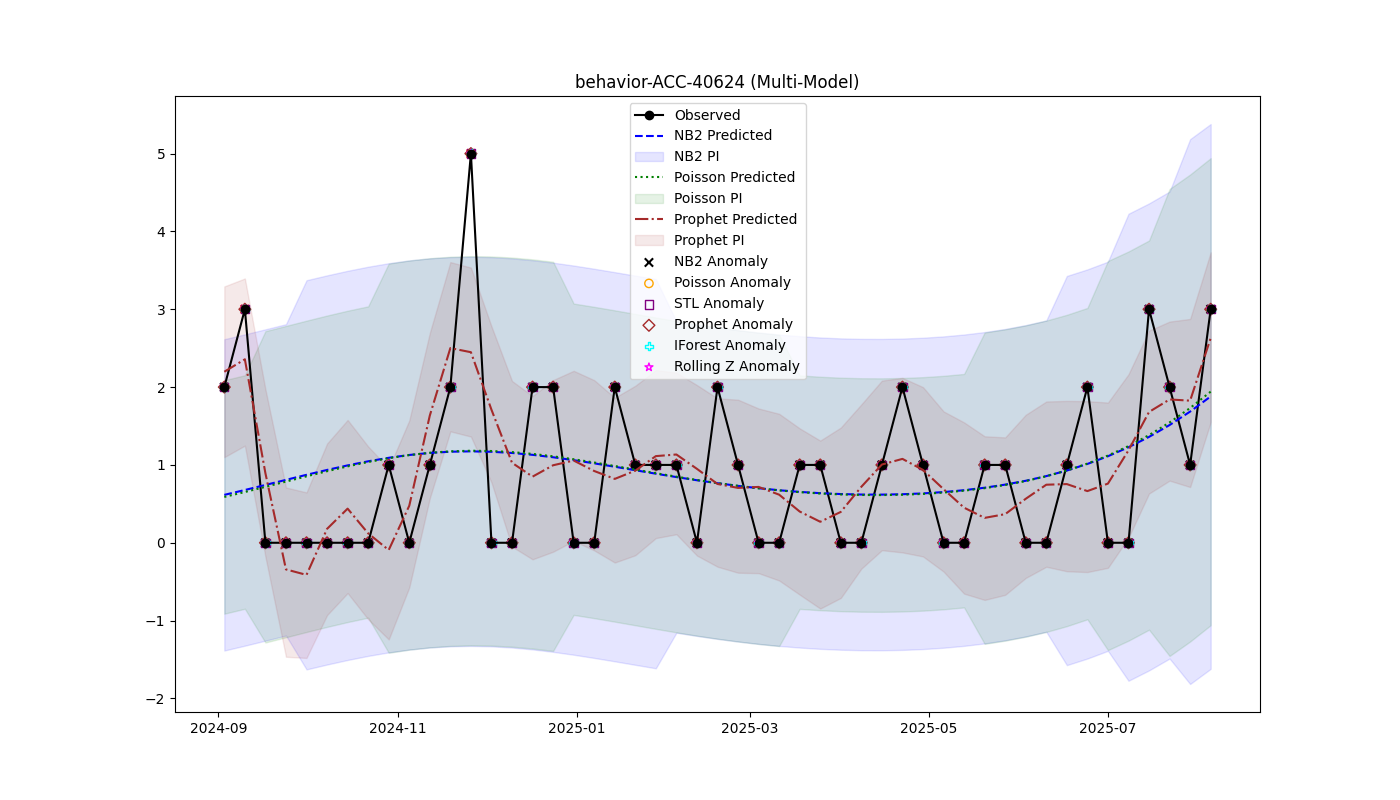 behavior-ACC-40624 (Multi-Model)
Observed
NB2 Predicted
NB2 PI
Poisson Predicted
Poisson PI
Prophet Predicted
Prophet PI
NB2 Anomaly
Poisson Anomaly
STL Anomaly
Prophet Anomaly
IForest Anomaly
Rolling Z Anomaly
5
4
3
2
1
0
−1
−2
2024-09 2024-11 2025-01 2025-03 2025-05 2025-07